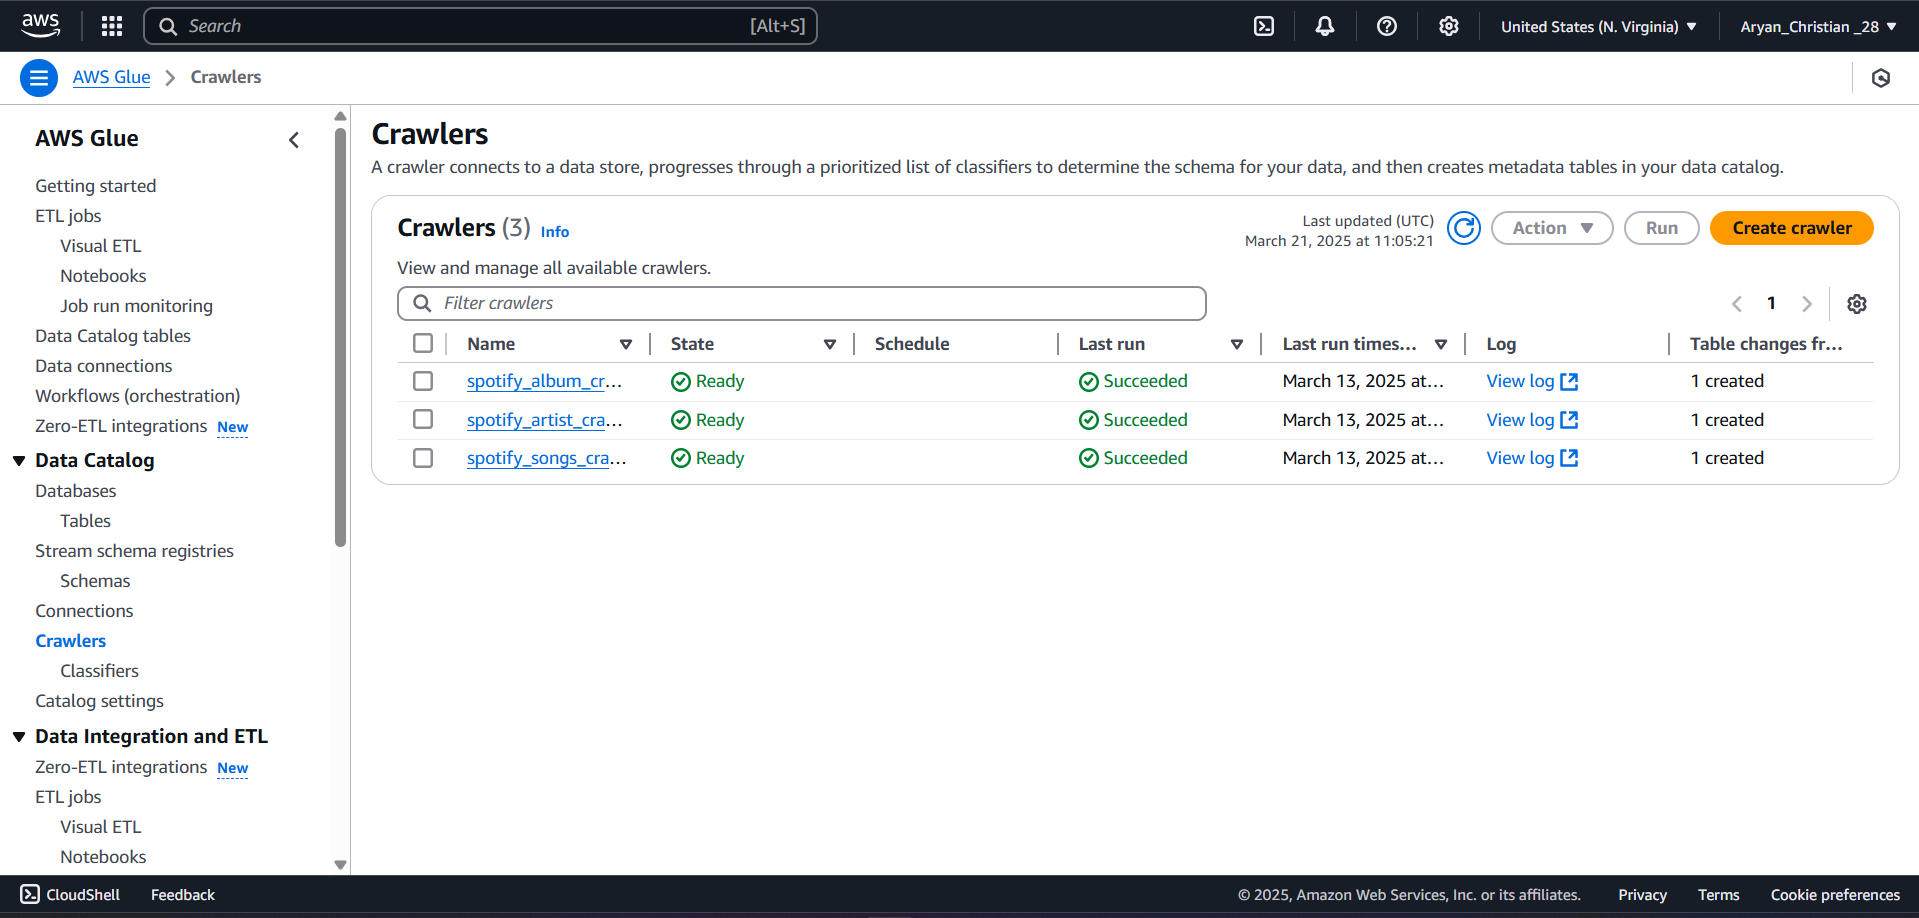 aws
Search [Alt+S]
United States (N. Virginia)
Aryan_Christian _28
AWS Glue
Crawlers
AWS Glue
Getting started
ETL jobs
Visual ETL
Notebooks
Job run monitoring
Data Catalog tables
Data connections
Workflows (orchestration)
Zero-ETL integrations New
Data Catalog
Databases
Tables
Stream schema registries
Schemas
Connections
Crawlers
Classifiers
Catalog settings
Data Integration and ETL
Zero-ETL integrations New
ETL jobs
Visual ETL
Notebooks
Crawlers
A crawler connects to a data store, progresses through a prioritized list of classifiers to determine the schema for your data, and then creates metadata tables in your data catalog.
Crawlers (3) Info
Last updated (UTC)
March 21, 2025 at 11:05:21
Action
Run
Create crawler
View and manage all available crawlers.
Filter crawlers
1
Name State Schedule Last run Last run times... Log Table changes fr...
spotify_album_cr... Ready Succeeded March 13, 2025 at... View log 1 created
spotify_artist_cra... Ready Succeeded March 13, 2025 at... View log 1 created
spotify_songs_cra... Ready Succeeded March 13, 2025 at... View log 1 created
CloudShell Feedback © 2025, Amazon Web Services, Inc. or its affiliates. Privacy Terms Cookie preferences